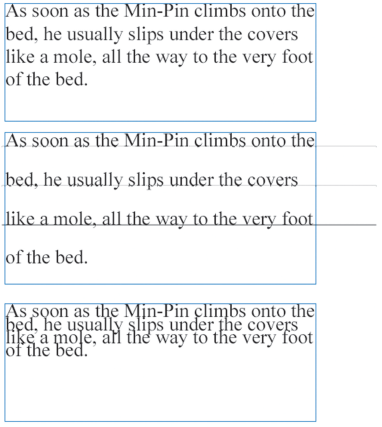 As soon as the Min-Pin climbs onto the
bed, he usually slips under the covers
like a mole, all the way to the very foot
of the bed.
As soon as the Min-Pin climbs onto the
bed, he usually slips under the covers
like a mole, all the way to the very foot
of the bed.
As soon as the Min-Pin climbs onto the
bed, he usually slips under the covers
like a mole, all the way to the very foot
of the bed.